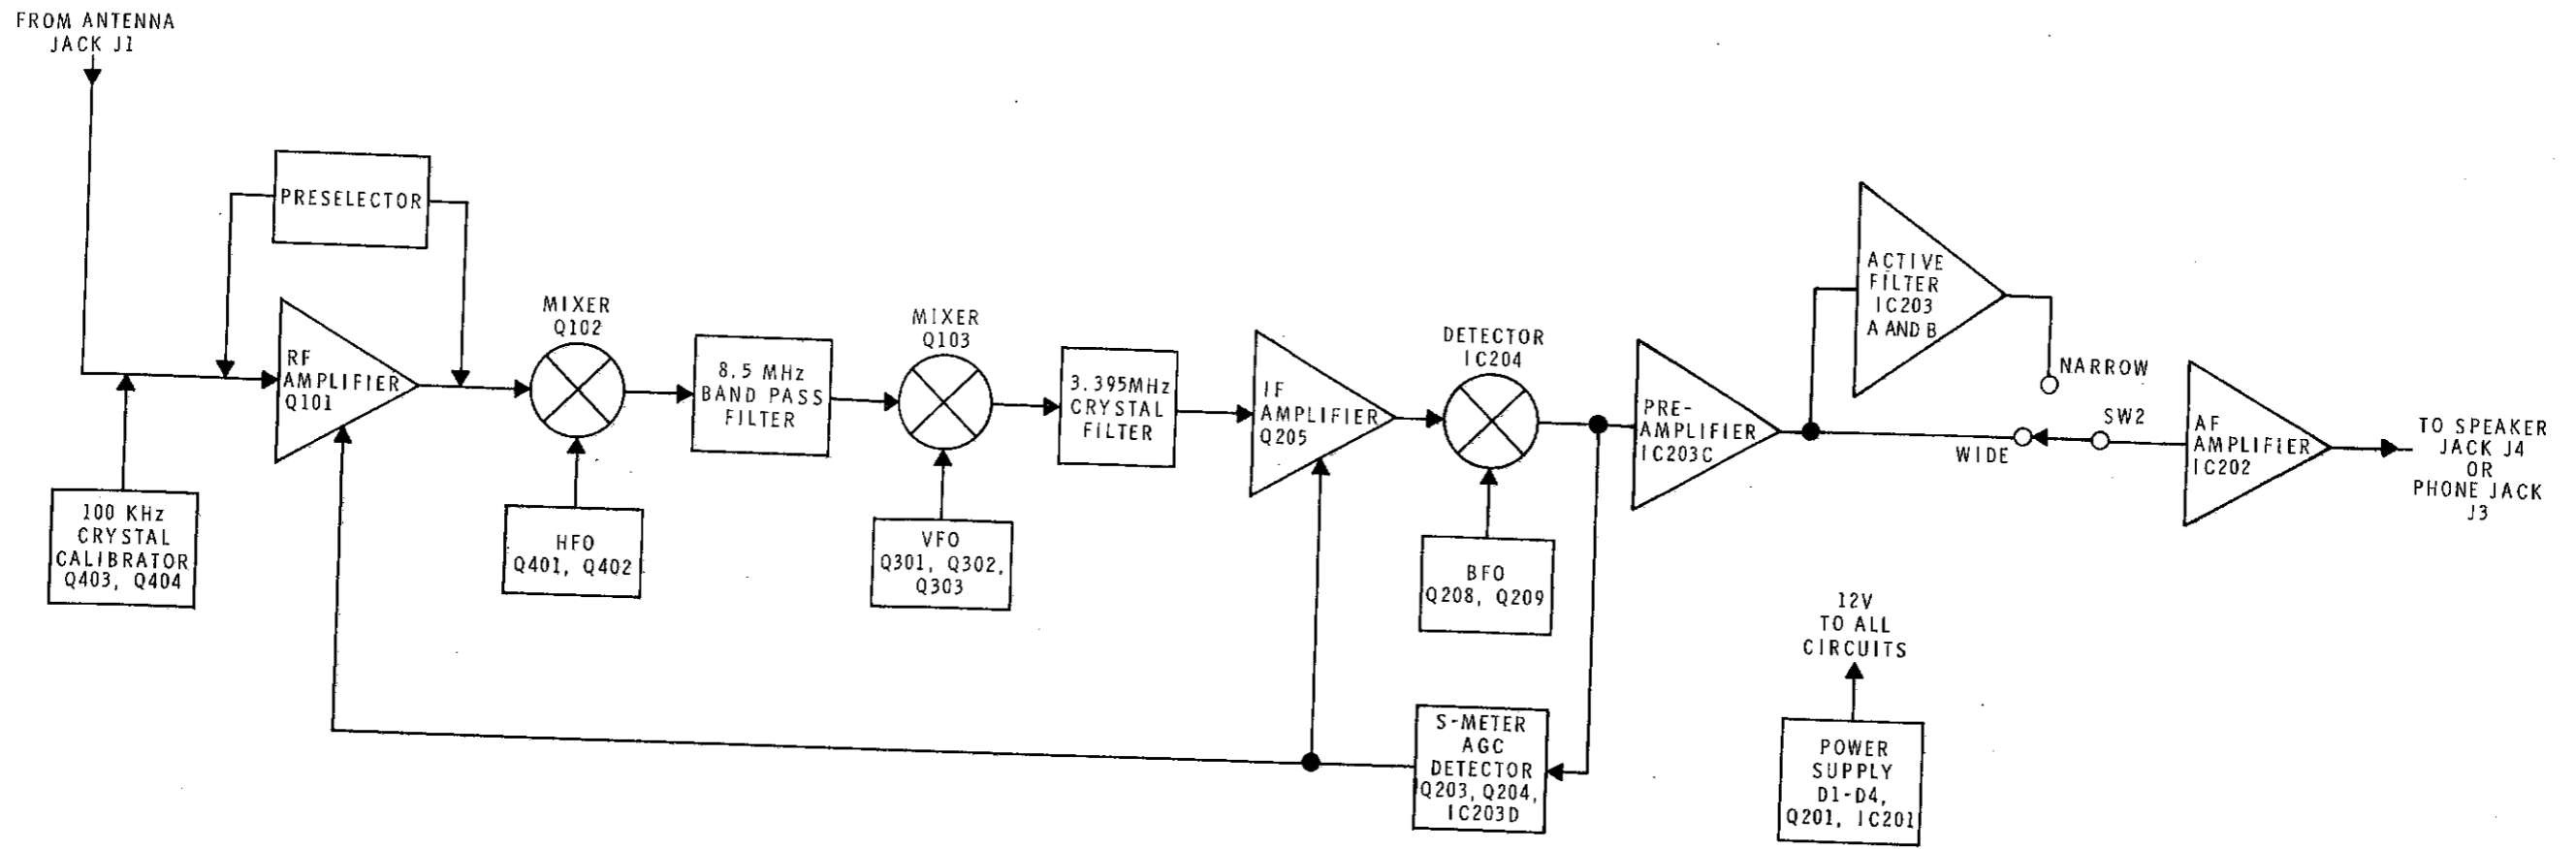 FROM ANTENNA
JACK J1
PRESELECTOR
RF
AMPLIFIER
Q101
100 KHz
CRYSTAL
CALIBRATOR
Q403, Q404
MIXER
Q102
HFO
Q401, Q402
8.5 MHz
BAND PASS
FILTER
MIXER
Q103
VFO
Q301, Q302,
Q303
3.395MHz
CRYSTAL
FILTER
IF
AMPLIFIER
Q205
DETECTOR
IC204
BFO
Q208, Q209
S-METER
AGC
DETECTOR
Q203, Q204,
IC203D
PRE-
AMPLIFIER
IC203C
ACTIVE
FILTER
IC203
A AND B
NARROW
WIDE
SW2
AF
AMPLIFIER
IC202
TO SPEAKER
JACK J4
OR
PHONE JACK
J3
12V
TO ALL
CIRCUITS
POWER
SUPPLY
D1-D4,
Q201, IC201